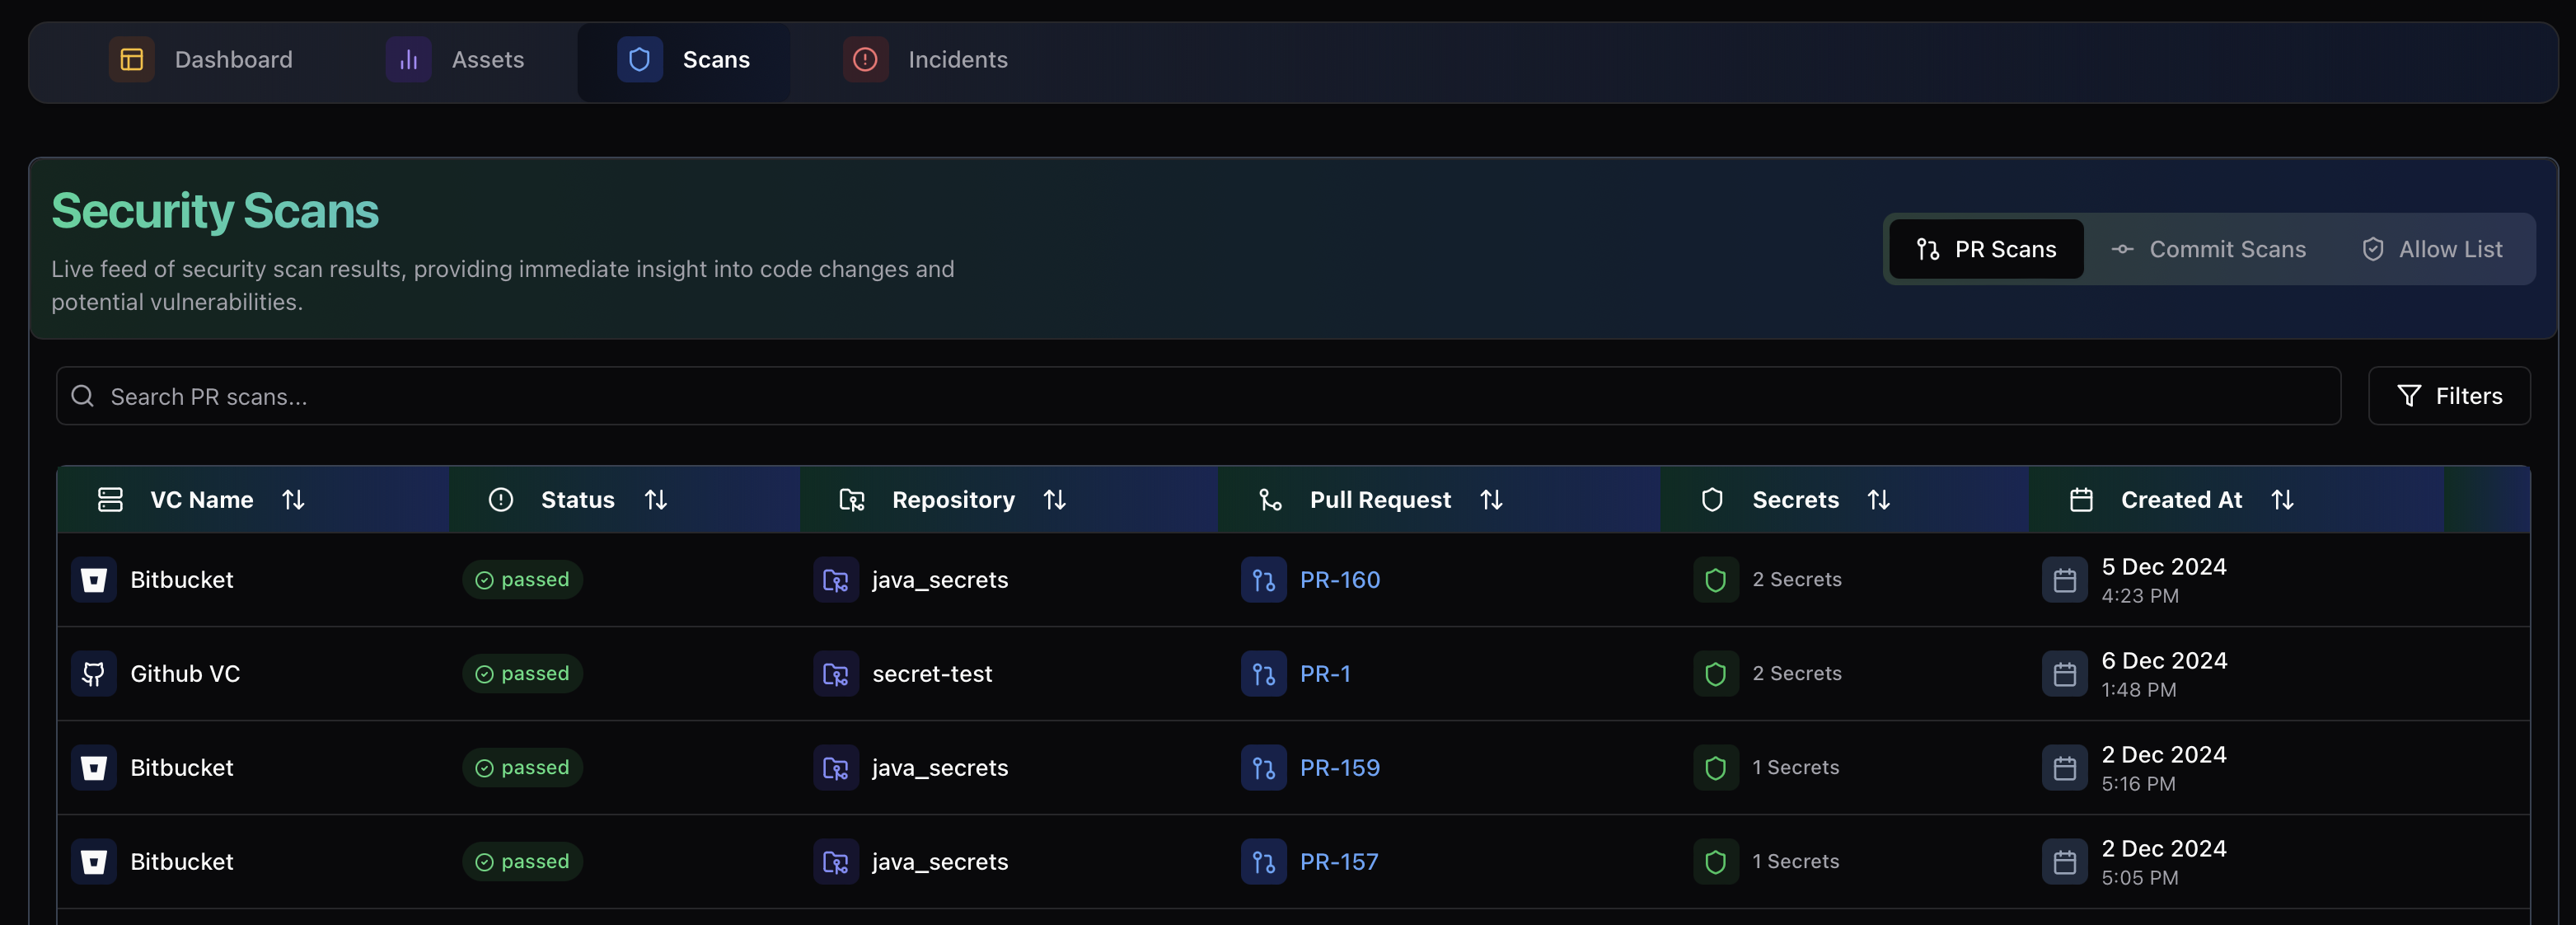 Dashboard Assets Scans Incidents
Security Scans
Live feed of security scan results, providing immediate insight into code changes and
potential vulnerabilities.
PR Scans Commit Scans Allow List
Search PR scans... Filters
VC Name Status Repository Pull Request Secrets Created At
Bitbucket passed java_secrets PR-160 2 Secrets 5 Dec 2024
4:23 PM
Github VC passed secret-test PR-1 2 Secrets 6 Dec 2024
1:48 PM
Bitbucket passed java_secrets PR-159 1 Secrets 2 Dec 2024
5:16 PM
Bitbucket passed java_secrets PR-157 1 Secrets 2 Dec 2024
5:05 PM